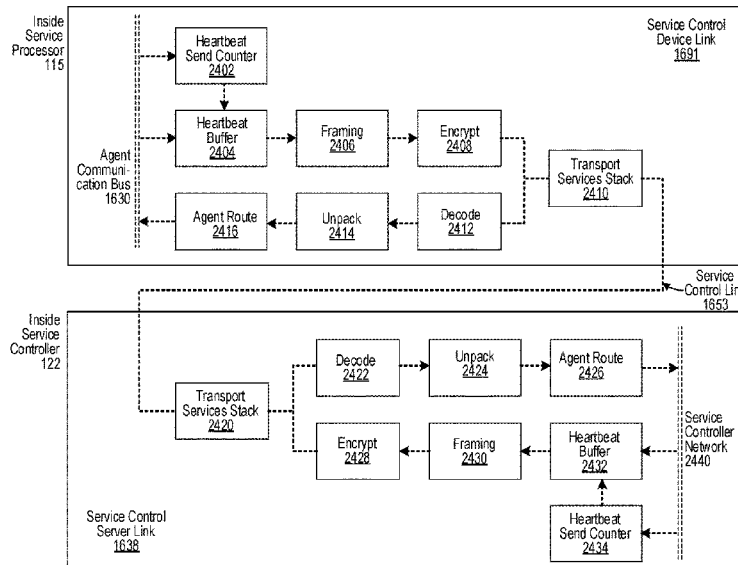 Inside
Service
Processor
115
Heartbeat
Send Counter
2402
Service Control
Device Link
1691
Agent
Communi-
cation Bus
1630
Heartbeat
Buffer
2404
Framing
2406
Encrypt
2408
Transport
Services Stack
2410
Agent Route
2416
Unpack
2414
Decode
2412
Service
Control Lin
1653
Inside
Service
Controller
122
Decode
2422
Unpack
2424
Agent Route
2426
Transport
Services Stack
2420
Encrypt
2428
Framing
2430
Heartbeat
Buffer
2432
Service
Controller
Network
2440
Service Control
Server Link
1638
Heartbeat
Send Counter
2434